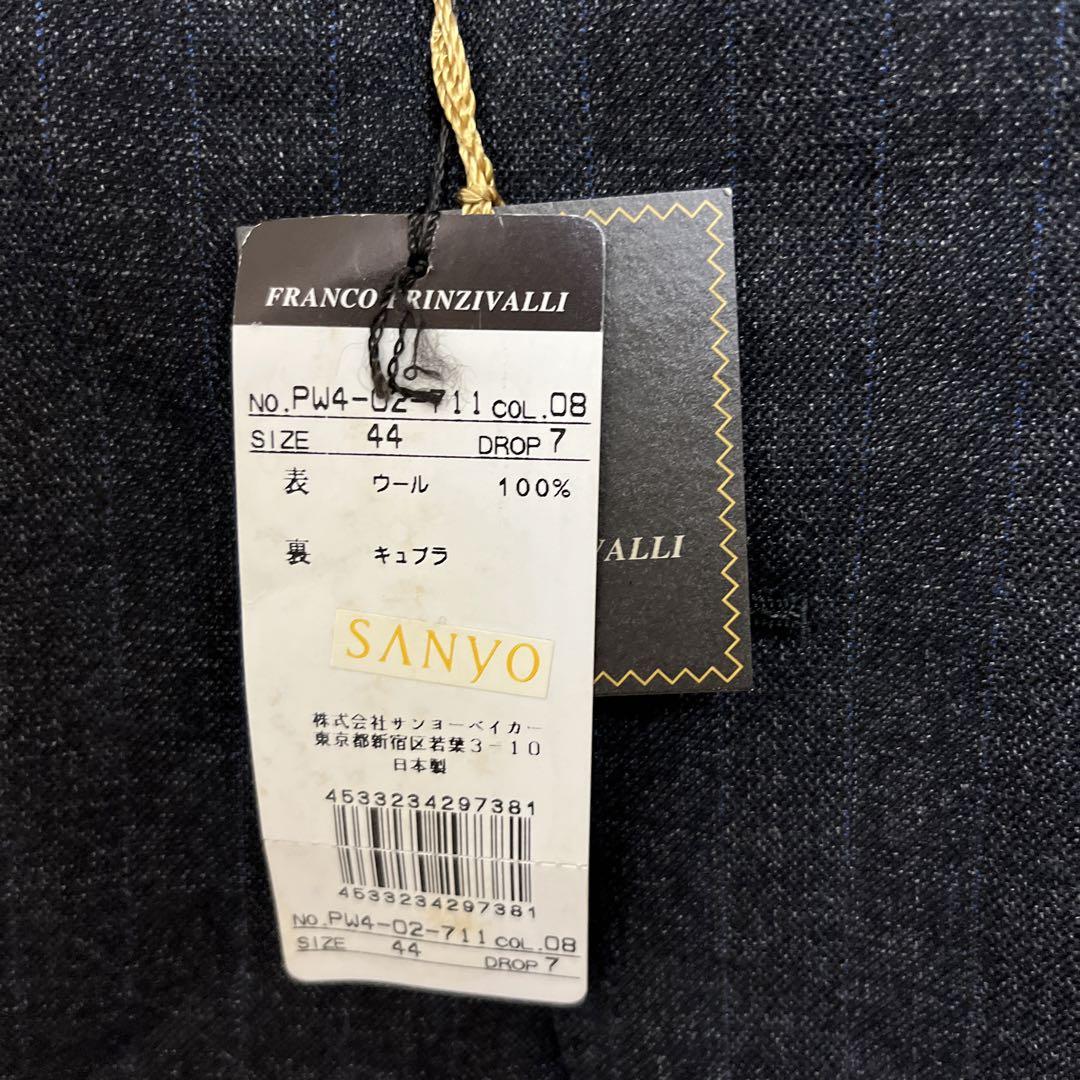 FRANCO PRINZIVALLI
NO.PW4-02-711 COL.08
SIZE 44 DROP 7
表 ウール 100%
裏 キュプラ
SANYO
株式会社サンヨーベイカー
東京都新宿区若葉3-10
日本製
4533234297381
4533234297381
NO.PW4-02-711 COL.08
SIZE 44 DROP 7
VALLI